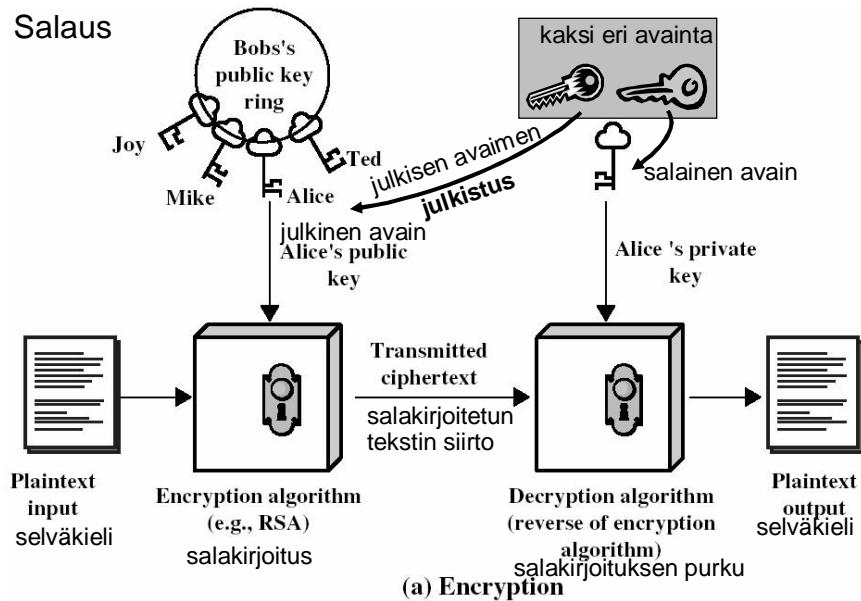 Salaus
Bobs's
public key
ring
Joy
Mike
Alice
Ted
kaksi eri avainta
julkisen avaimen
julkistus
salainen avain
julkinen avain
Alice's public
key
Alice 's private
key
Transmitted
ciphertext
salakirjoitetun
tekstin siirto
Plaintext
input
selväkieli
Encryption algorithm
(e.g., RSA)
salakirjoitus
Decryption algorithm
(reverse of encryption
algorithm)
salakirjoituksen purku
Plaintext
output
selväkieli
(a) Encryption